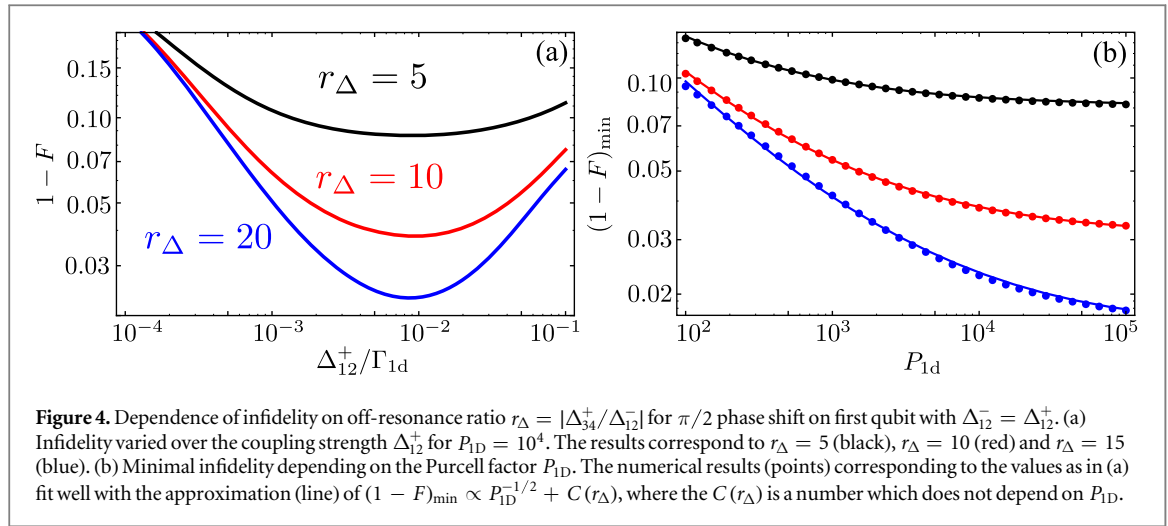 (a)
1 − F
0.15
0.10
0.07
0.05
0.03
r_Δ = 5
r_Δ = 10
r_Δ = 20
10^−4
10^−3
10^−2
10^−1
Δ^+_12/Γ_1d
(b)
(1 − F)_min
0.10
0.07
0.05
0.03
0.02
10^2
10^3
10^4
10^5
P_1d
Figure 4. Dependence of infidelity on off-resonance ratio r_Δ = |Δ^+_34/Δ^−_12| for π/2 phase shift on first qubit with Δ^−_12 = Δ^+_12. (a)
Infidelity varied over the coupling strength Δ^+_12 for P_1D = 10^4. The results correspond to r_Δ = 5 (black), r_Δ = 10 (red) and r_Δ = 15
(blue). (b) Minimal infidelity depending on the Purcell factor P_1D. The numerical results (points) corresponding to the values as in (a)
fit well with the approximation (line) of (1 − F)_min ∝ P_1D^−1/2 + C(r_Δ), where the C(r_Δ) is a number which does not depend on P_1D.